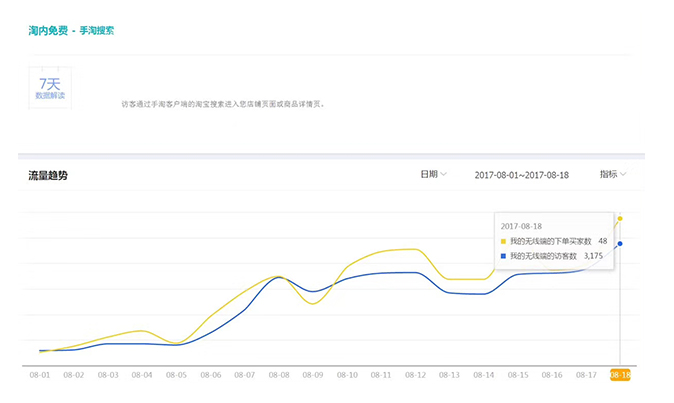 淘内免费 - 手淘搜索
7天
数据解读
访客通过手淘客户端的淘宝搜索进入您店铺页面或商品详情页。
流量趋势 日期 2017-08-01~2017-08-18 指标
2017-08-18
我的无线端的下单买家数 48
我的无线端的访客数 3,175
08-01 08-02 08-03 08-04 08-05 08-06 08-07 08-08 08-09 08-10 08-11 08-12 08-13 08-14 08-15 08-16 08-17 08-18